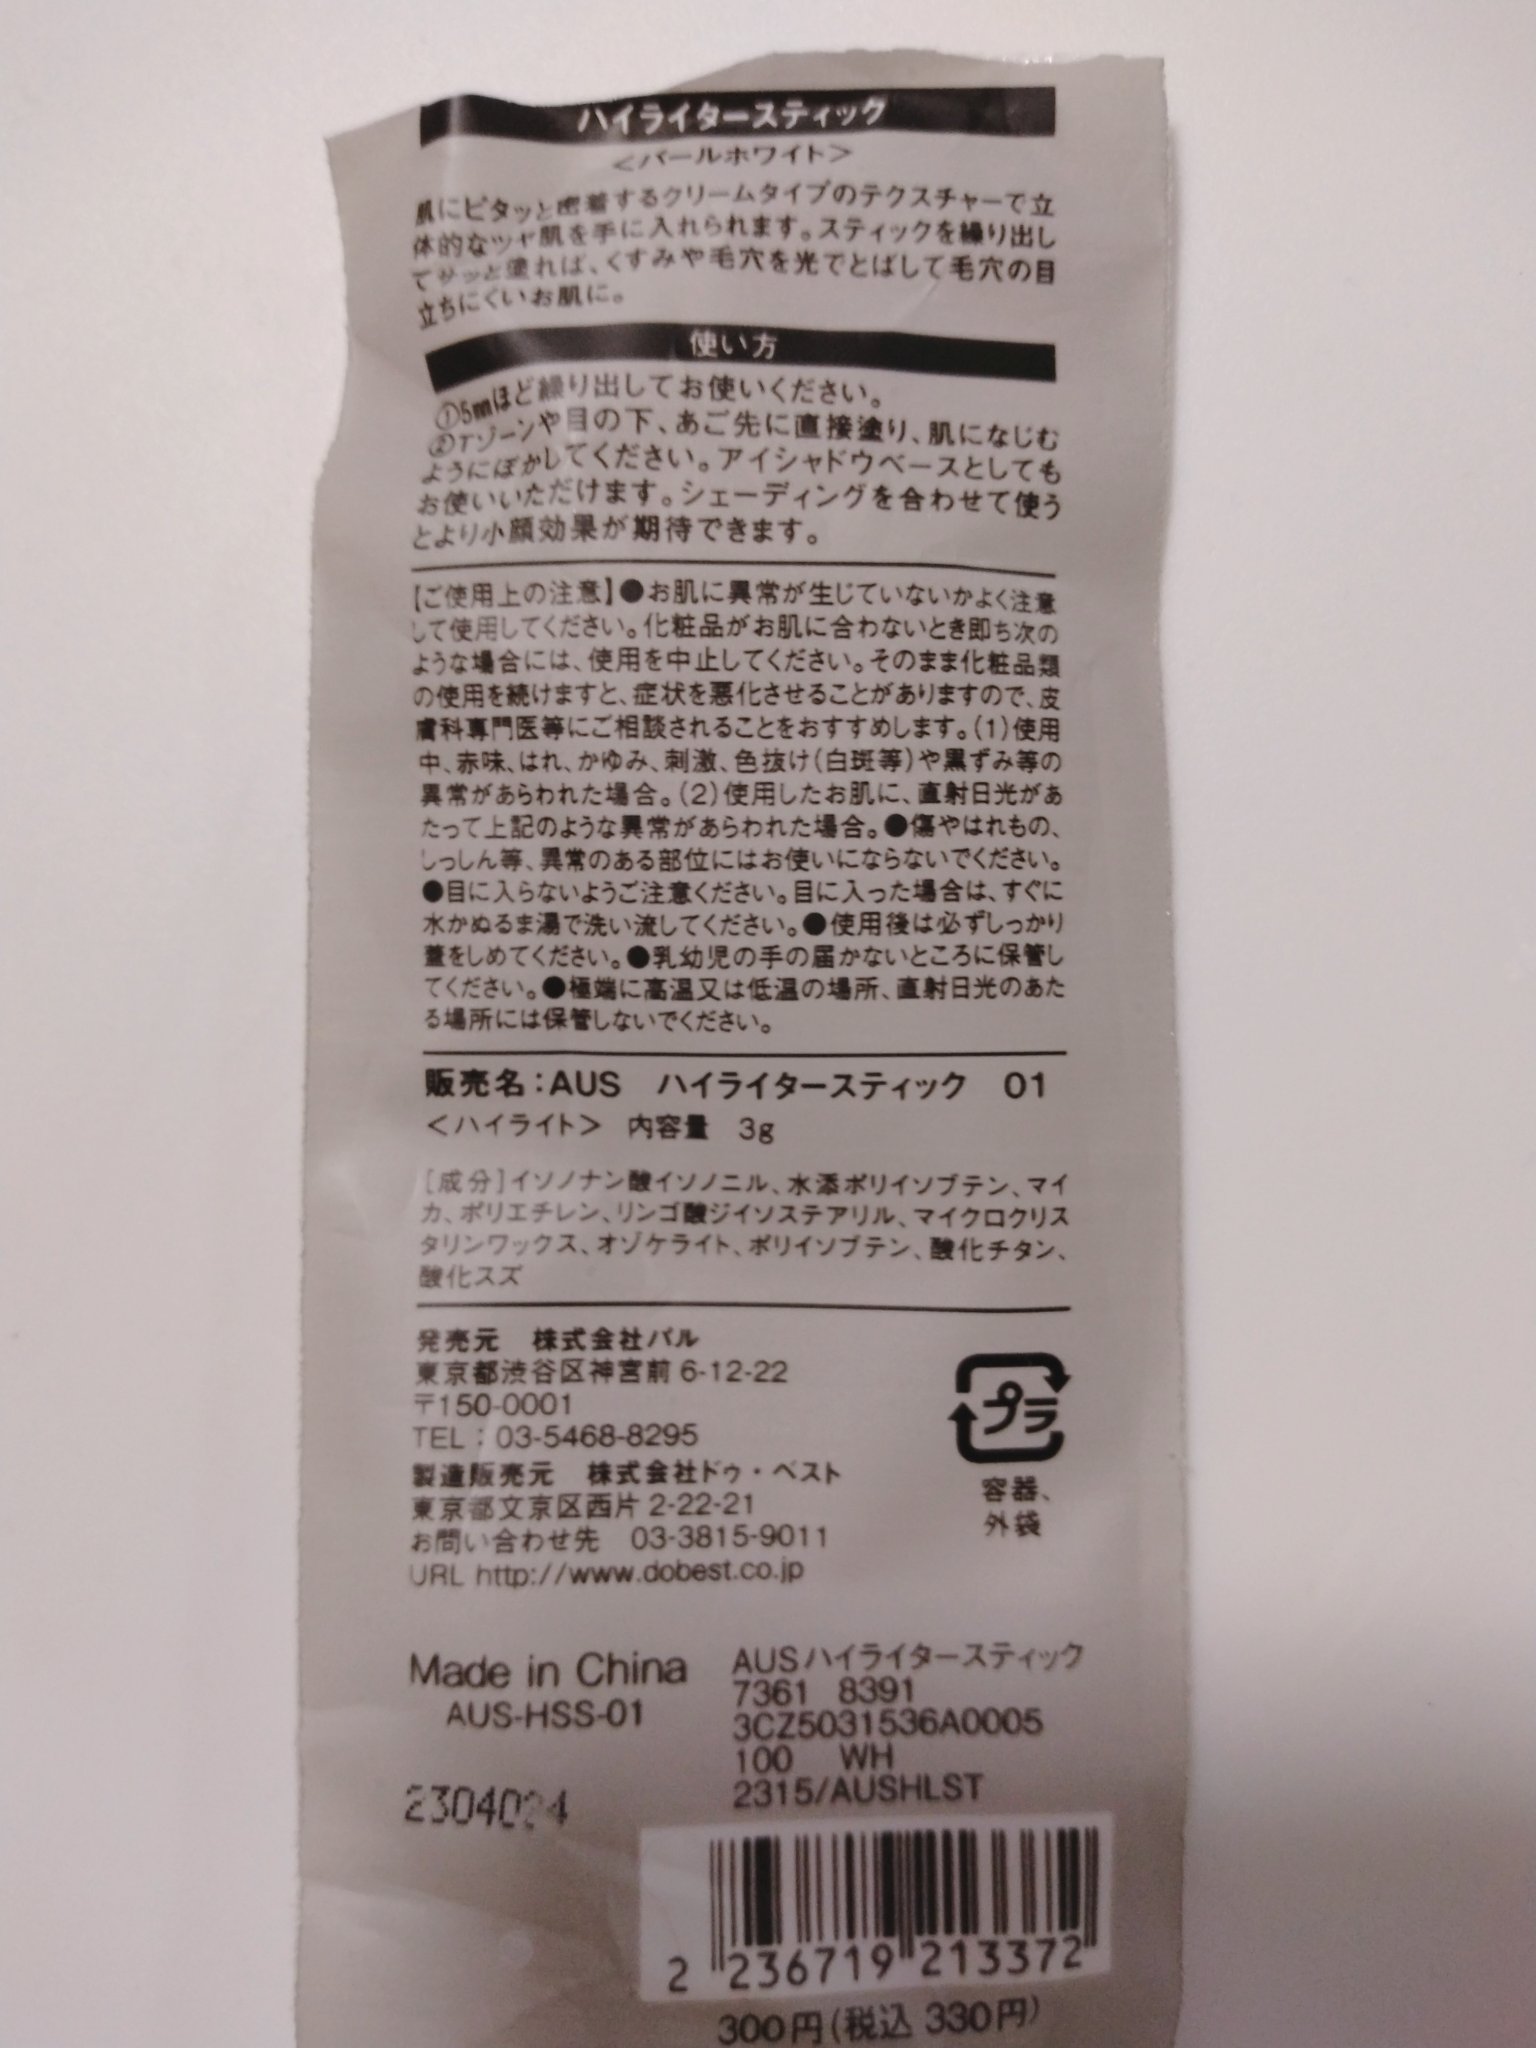 ハイライタースティック
＜パールホワイト＞
肌にピタッと密着するクリームタイプのテクスチャーで立
体的なツヤ肌を手に入れられます。スティックを繰り出し
てサッと塗れば、くすみや毛穴を光でとばして毛穴の目
立ちにくいお肌に。
使い方
①5㎜ほど繰り出してお使いください。
②Tゾーンや目の下、あご先に直接塗り、肌になじむ
ようにぼかしてください。アイシャドウベースとしても
お使いいただけます。シェーディングを合わせて使う
とより小顔効果が期待できます。
【ご使用上の注意】●お肌に異常が生じていないかよく注意
して使用してください。化粧品がお肌に合わないとき即ち次の
ような場合には、使用を中止してください。そのまま化粧品類
の使用を続けますと、症状を悪化させることがありますので、皮
膚科専門医等にご相談されることをおすすめします。(1)使用
中、赤味、はれ、かゆみ、刺激、色抜け(白斑等)や黒ずみ等の
異常があらわれた場合。(2)使用したお肌に、直射日光があ
たって上記のような異常があらわれた場合。●傷やはれもの、
しっしん等、異常のある部位にはお使いにならないでください。
●目に入らないようご注意ください。目に入った場合は、すぐに
水かぬるま湯で洗い流してください。●使用後は必ずしっかり
蓋をしめてください。●乳幼児の手の届かないところに保管し
てください。●極端に高温又は低温の場所、直射日光のあた
る場所には保管しないでください。
販売名：AUS　ハイライタースティック　01
＜ハイライト＞　内容量　3g
［成分］イソノナン酸イソノニル、水添ポリイソブテン、マイ
カ、ポリエチレン、リンゴ酸ジイソステアリル、マイクロクリス
タリンワックス、オゾケライト、ポリイソブテン、酸化チタン、
酸化スズ
発売元　株式会社パル
東京都渋谷区神宮前 6-12-22
〒150-0001
TEL：03-5468-8295
製造販売元　株式会社ドゥ・ベスト
東京都文京区西片 2-22-21
お問い合わせ先　03-3815-9011
URL http://www.dobest.co.jp
プラ
容器、
外袋
Made in China
AUS-HSS-01
2304024
AUSハイライタースティック
7361 8391
3CZ5031536A0005
100 WH
2315/AUSHLST
2 236719 213372
300円(税込 330円)